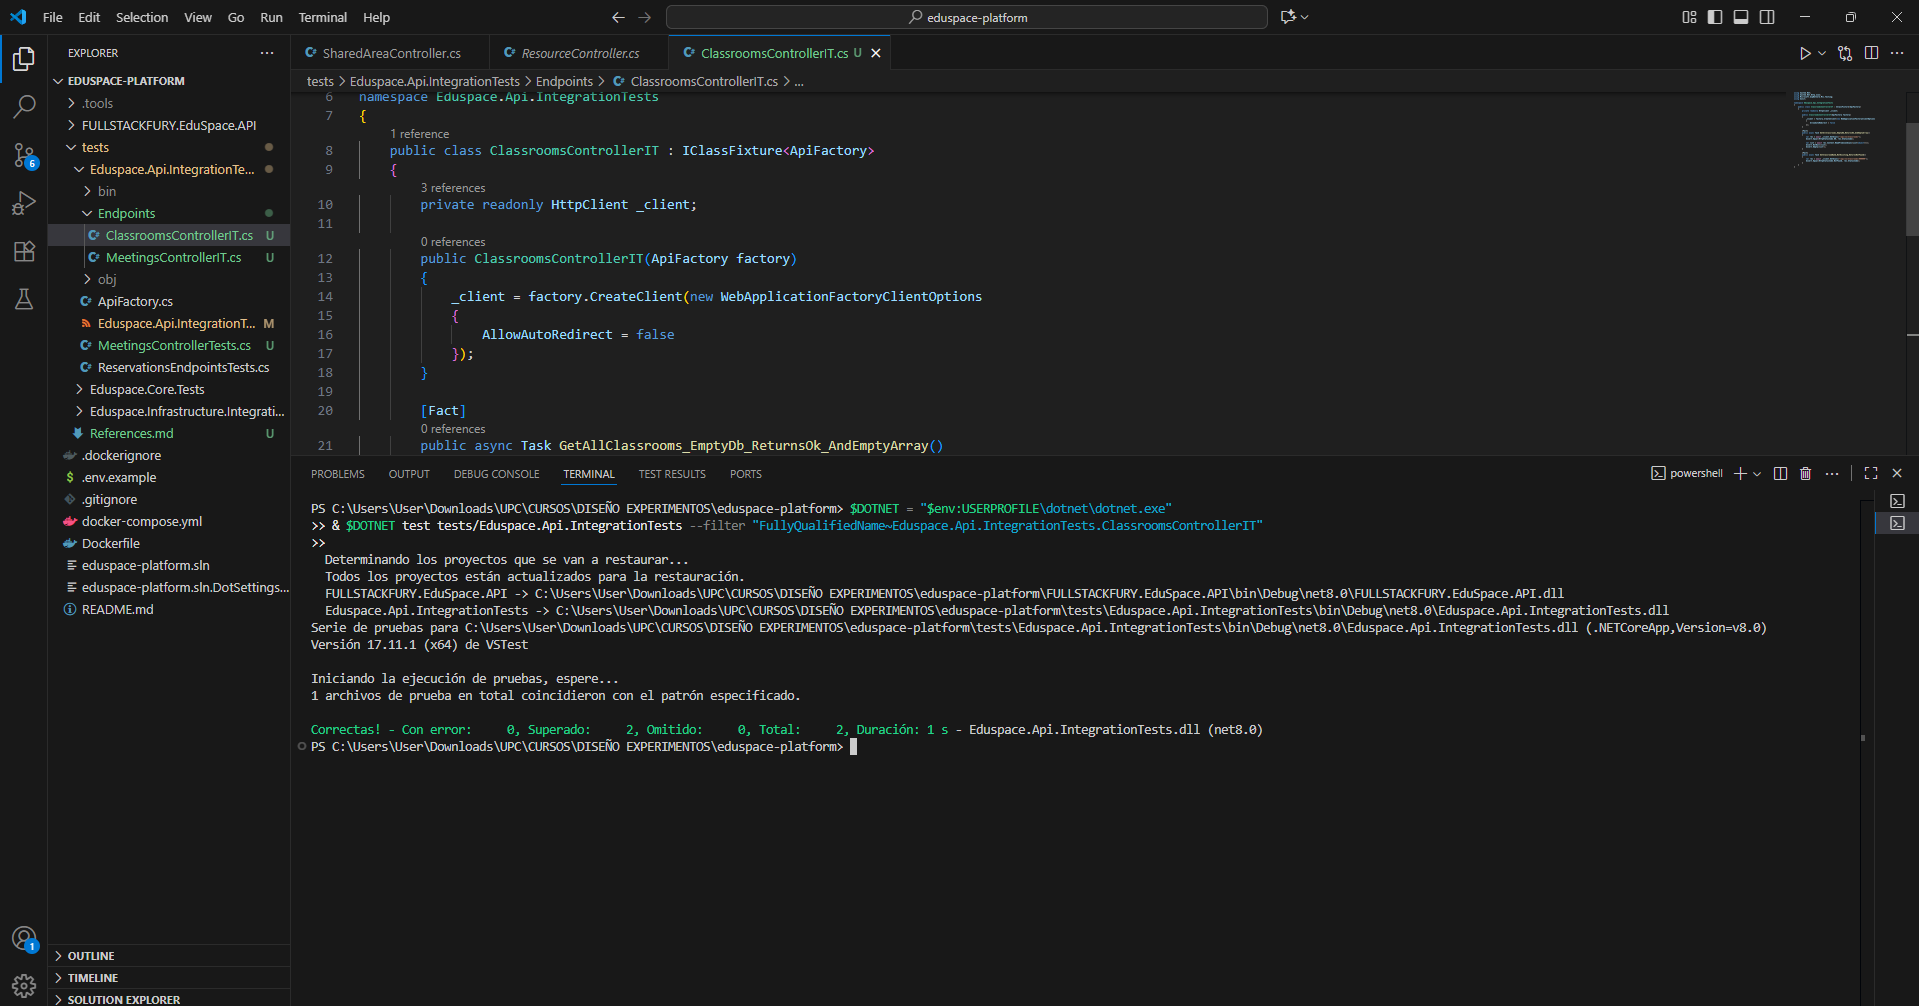 File Edit Selection View Go Run Terminal Help
eduspace-platform
EXPLORER
EDUSPACE-PLATFORM
.tools
FULLSTACKFURY.EduSpace.API
tests
Eduspace.Api.IntegrationTe...
bin
Endpoints
ClassroomsControllerIT.cs U
MeetingsControllerIT.cs U
obj
ApiFactory.cs
Eduspace.Api.IntegrationT... M
MeetingsControllerTests.cs U
ReservationsEndpointsTests.cs
Eduspace.Core.Tests
Eduspace.Infrastructure.Integrati...
References.md U
.dockerignore
.env.example
.gitignore
docker-compose.yml
Dockerfile
eduspace-platform.sln
eduspace-platform.sln.DotSettings...
README.md
OUTLINE
TIMELINE
SOLUTION EXPLORER
6
1
SharedAreaController.cs ResourceController.cs ClassroomsControllerIT.cs U
tests > Eduspace.Api.IntegrationTests > Endpoints > ClassroomsControllerIT.cs > ...
6 namespace Eduspace.Api.IntegrationTests
7 {
1 reference
8 public class ClassroomsControllerIT : IClassFixture<ApiFactory>
9 {
3 references
10 private readonly HttpClient _client;
11
0 references
12 public ClassroomsControllerIT(ApiFactory factory)
13 {
14 _client = factory.CreateClient(new WebApplicationFactoryClientOptions
15 {
16 AllowAutoRedirect = false
17 });
18 }
19
20 [Fact]
0 references
21 public async Task GetAllClassrooms_EmptyDb_ReturnsOk_AndEmptyArray()
PROBLEMS OUTPUT DEBUG CONSOLE TERMINAL TEST RESULTS PORTS
powershell
PS C:\Users\User\Downloads\UPC\CURSOS\DISEÑO EXPERIMENTOS\eduspace-platform> $DOTNET = "$env:USERPROFILE\dotnet\dotnet.exe"
>> & $DOTNET test tests/Eduspace.Api.IntegrationTests --filter "FullyQualifiedName~Eduspace.Api.IntegrationTests.ClassroomsControllerIT"
>>
Determinando los proyectos que se van a restaurar...
Todos los proyectos están actualizados para la restauración.
FULLSTACKFURY.EduSpace.API -> C:\Users\User\Downloads\UPC\CURSOS\DISEÑO EXPERIMENTOS\eduspace-platform\FULLSTACKFURY.EduSpace.API\bin\Debug\net8.0\FULLSTACKFURY.EduSpace.API.dll
Eduspace.Api.IntegrationTests -> C:\Users\User\Downloads\UPC\CURSOS\DISEÑO EXPERIMENTOS\eduspace-platform\tests\Eduspace.Api.IntegrationTests\bin\Debug\net8.0\Eduspace.Api.IntegrationTests.dll
Serie de pruebas para C:\Users\User\Downloads\UPC\CURSOS\DISEÑO EXPERIMENTOS\eduspace-platform\tests\Eduspace.Api.IntegrationTests\bin\Debug\net8.0\Eduspace.Api.IntegrationTests.dll (.NETCoreApp,Version=v8.0)
Versión 17.11.1 (x64) de VSTest
Iniciando la ejecución de pruebas, espere...
1 archivos de prueba en total coincidieron con el patrón especificado.
Correctas! - Con error: 0, Superado: 2, Omitido: 0, Total: 2, Duración: 1 s - Eduspace.Api.IntegrationTests.dll (net8.0)
PS C:\Users\User\Downloads\UPC\CURSOS\DISEÑO EXPERIMENTOS\eduspace-platform>